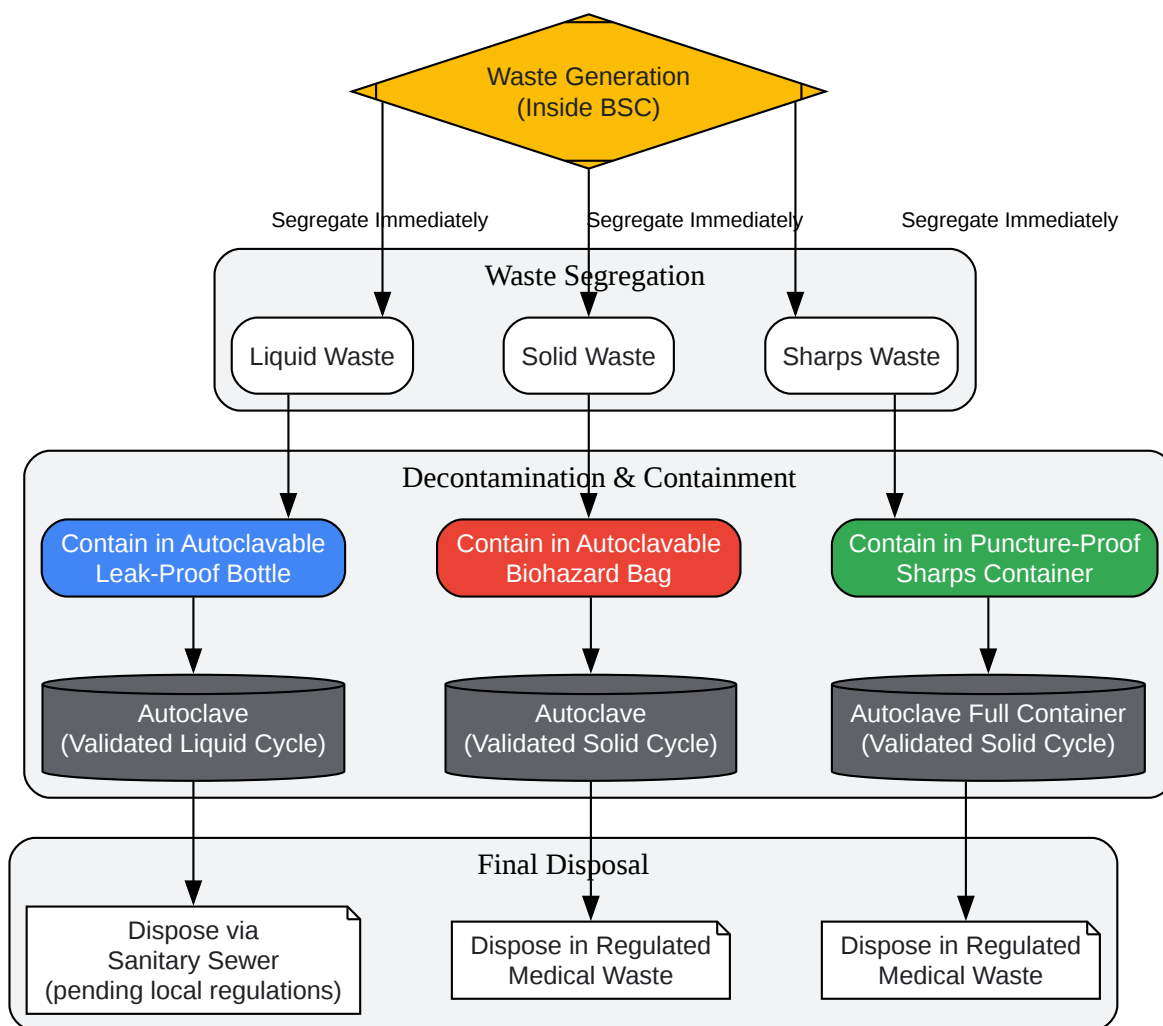 Waste Generation
(Inside BSC)
Segregate Immediately
Segregate Immediately
Segregate Immediately
Waste Segregation
Liquid Waste
Solid Waste
Sharps Waste
Decontamination & Containment
Contain in Autoclavable
Leak-Proof Bottle
Contain in Autoclavable
Biohazard Bag
Contain in Puncture-Proof
Sharps Container
Autoclave
(Validated Liquid Cycle)
Autoclave
(Validated Solid Cycle)
Autoclave Full Container
(Validated Solid Cycle)
Final Disposal
Dispose via
Sanitary Sewer
(pending local regulations)
Dispose in Regulated
Medical Waste
Dispose in Regulated
Medical Waste